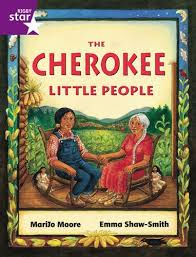 RIGBY
star
THE
CHEROKEE
LITTLE PEOPLE
MariJo Moore
Emma Shaw-Smith